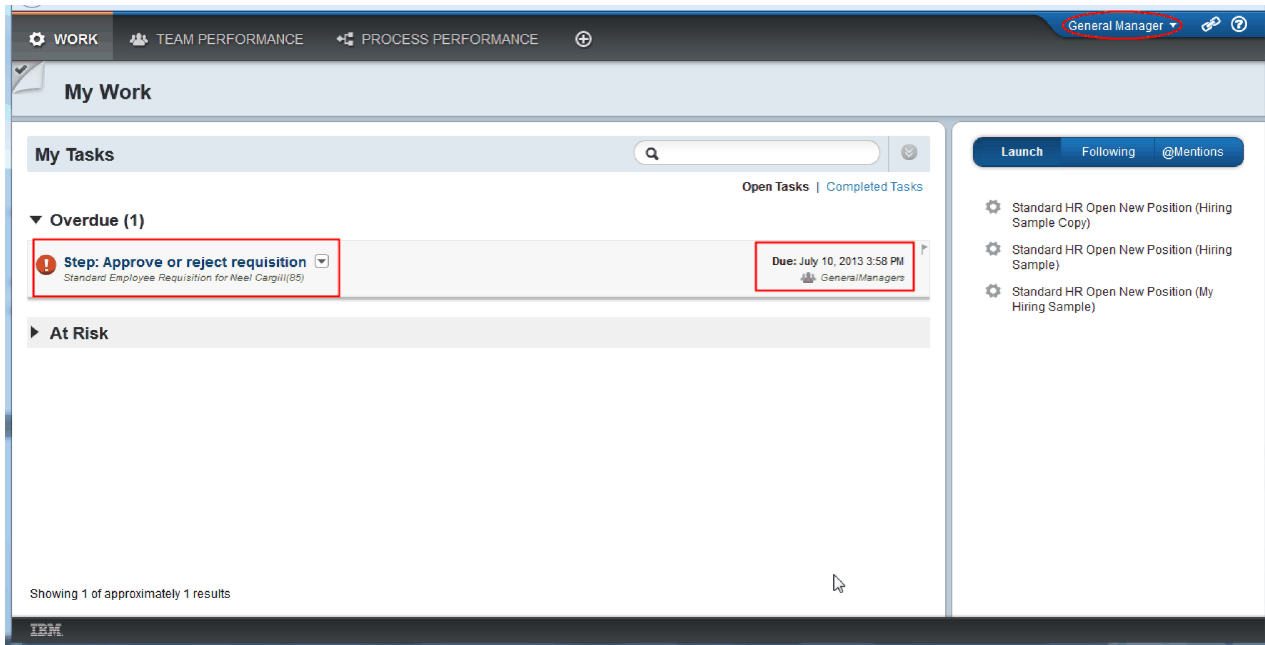 WORK TEAM PERFORMANCE PROCESS PERFORMANCE General Manager
My Work
My Tasks
Open Tasks | Completed Tasks
Overdue (1)
Step: Approve or reject requisition
Standard Employee Requisition for Neel Cargill(85)
Due: July 10, 2013 3:58 PM
GeneralManagers
At Risk
Showing 1 of approximately 1 results
Launch Following @Mentions
Standard HR Open New Position (Hiring
Sample Copy)
Standard HR Open New Position (Hiring
Sample)
Standard HR Open New Position (My
Hiring Sample)
IBM.